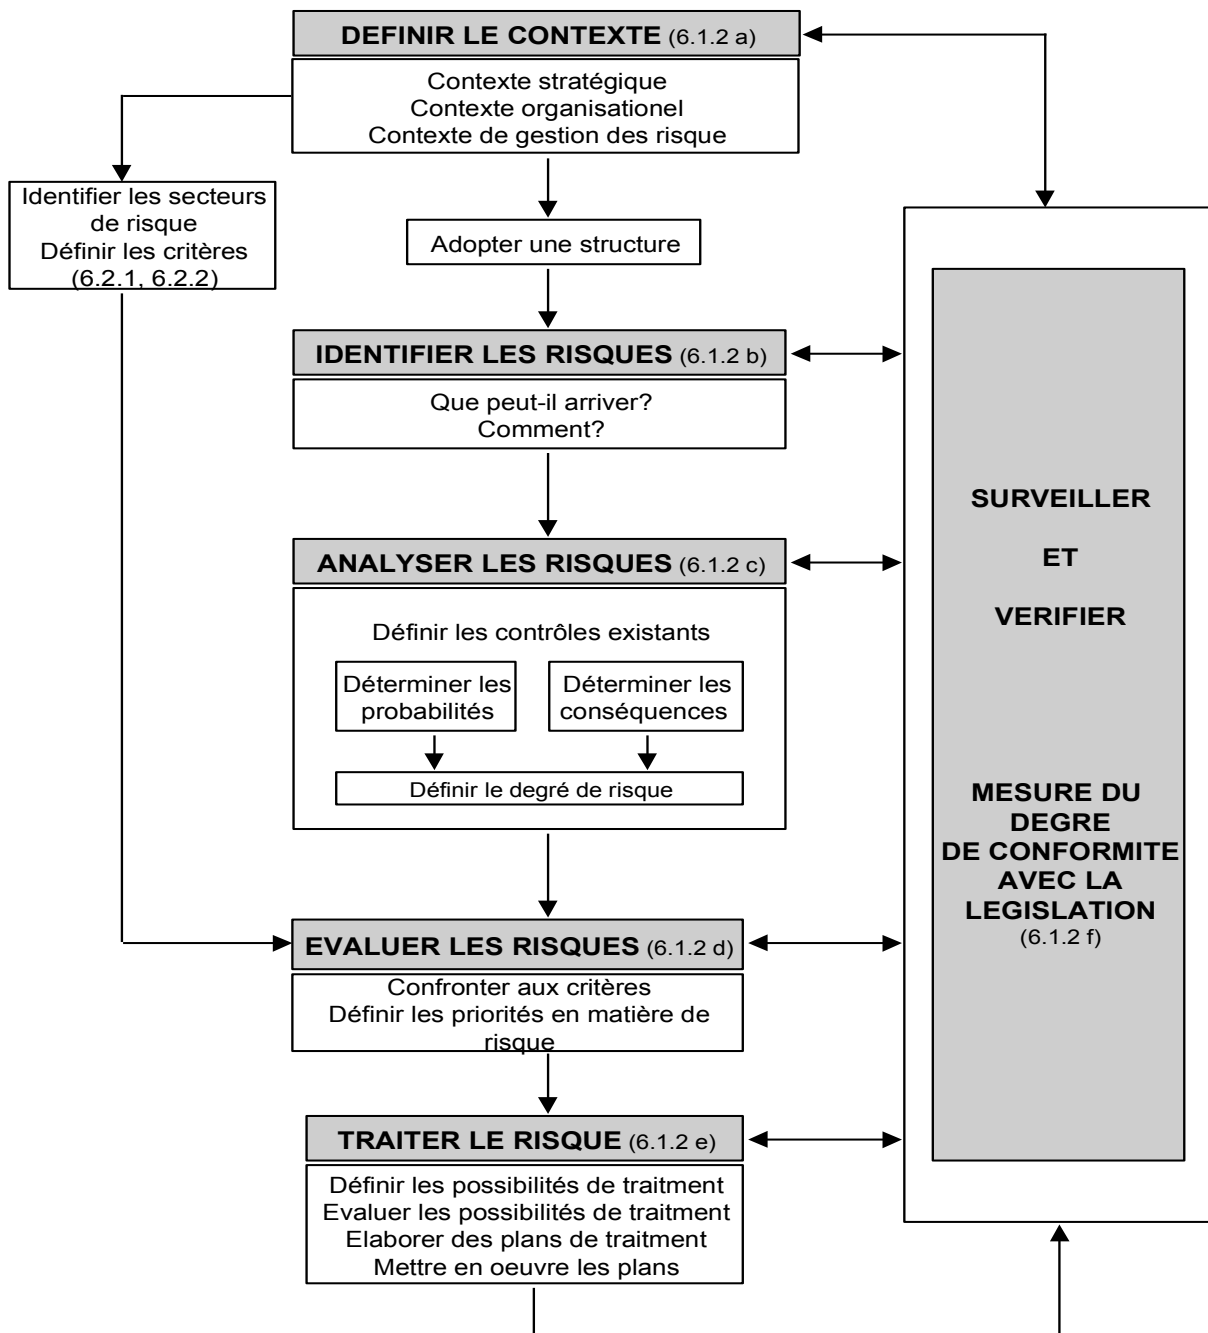 DEFINIR LE CONTEXTE (6.1.2 a)
Contexte stratégique
Contexte organisationel
Contexte de gestion des risque
Identifier les secteurs
de risque
Définir les critères
(6.2.1, 6.2.2)
Adopter une structure
IDENTIFIER LES RISQUES (6.1.2 b)
Que peut-il arriver?
Comment?
ANALYSER LES RISQUES (6.1.2 c)
Définir les contrôles existants
Déterminer les
probabilités
Déterminer les
conséquences
Définir le degré de risque
EVALUER LES RISQUES (6.1.2 d)
Confronter aux critères
Définir les priorités en matière de
risque
TRAITER LE RISQUE (6.1.2 e)
Définir les possibilités de traitment
Evaluer les possibilités de traitment
Elaborer des plans de traitment
Mettre en oeuvre les plans
SURVEILLER
ET
VERIFIER
MESURE DU
DEGRE
DE CONFORMITE
AVEC LA
LEGISLATION
(6.1.2 f)